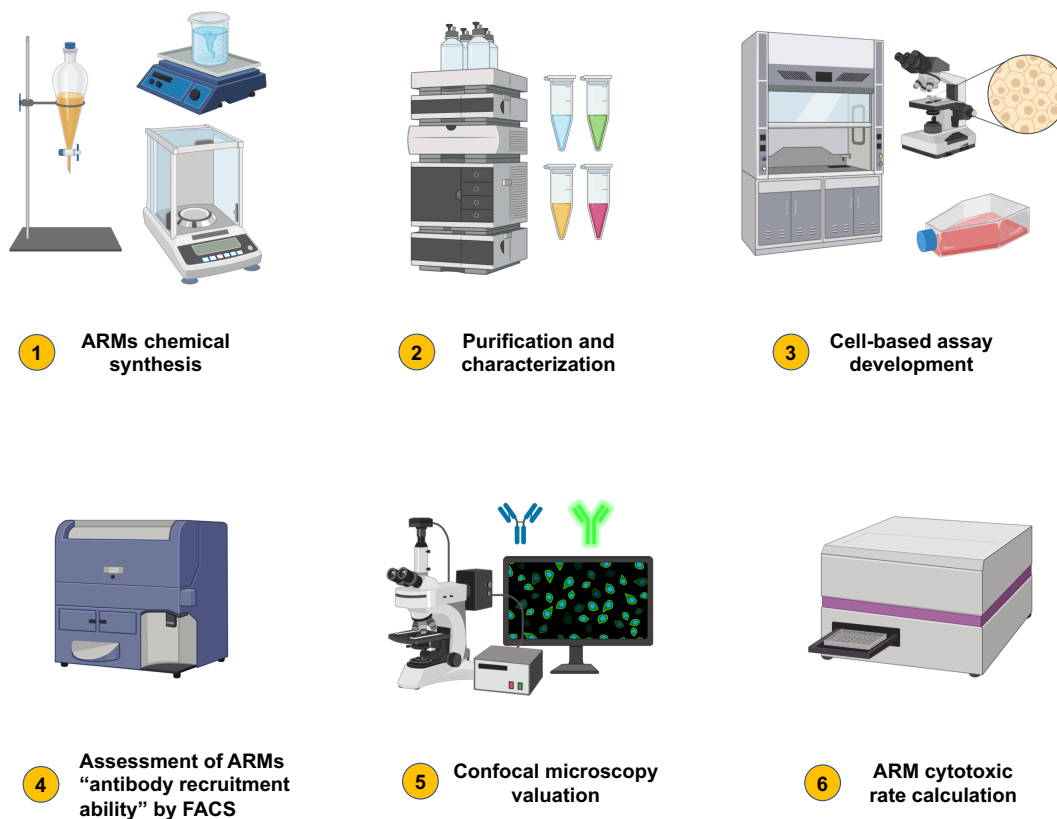 1
ARMs chemical
synthesis
2
Purification and
characterization
3
Cell-based assay
development
4
Assessment of ARMs
“antibody recruitment
ability” by FACS
5
Confocal microscopy
valuation
6
ARM cytotoxic
rate calculation